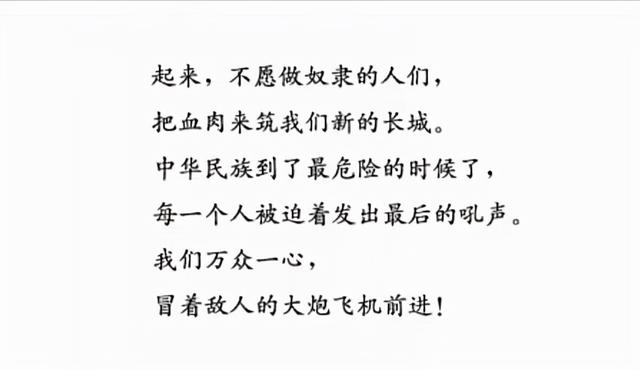 起来，不愿做奴隶的人们，
把血肉来筑我们新的长城。
中华民族到了最危险的时候了，
每一个人被迫着发出最后的吼声。
我们万众一心，
冒着敌人的大炮飞机前进！